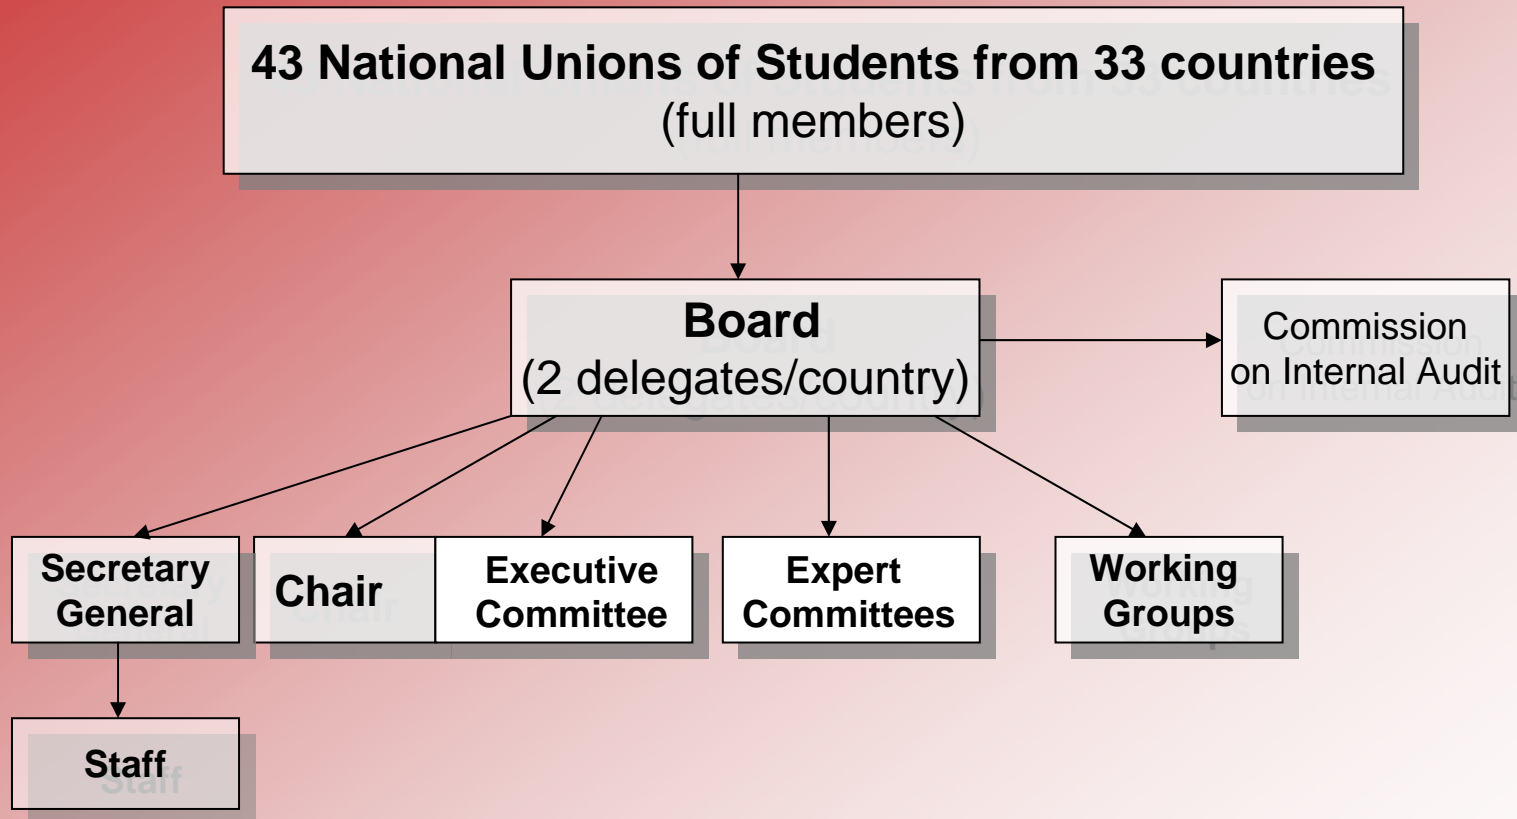 43 National Unions of Students from 33 countries
(full members)
Board
(2 delegates/country)
Commission
on Internal Audit
Secretary
General
Chair
Executive
Committee
Expert
Committees
Working
Groups
Staff